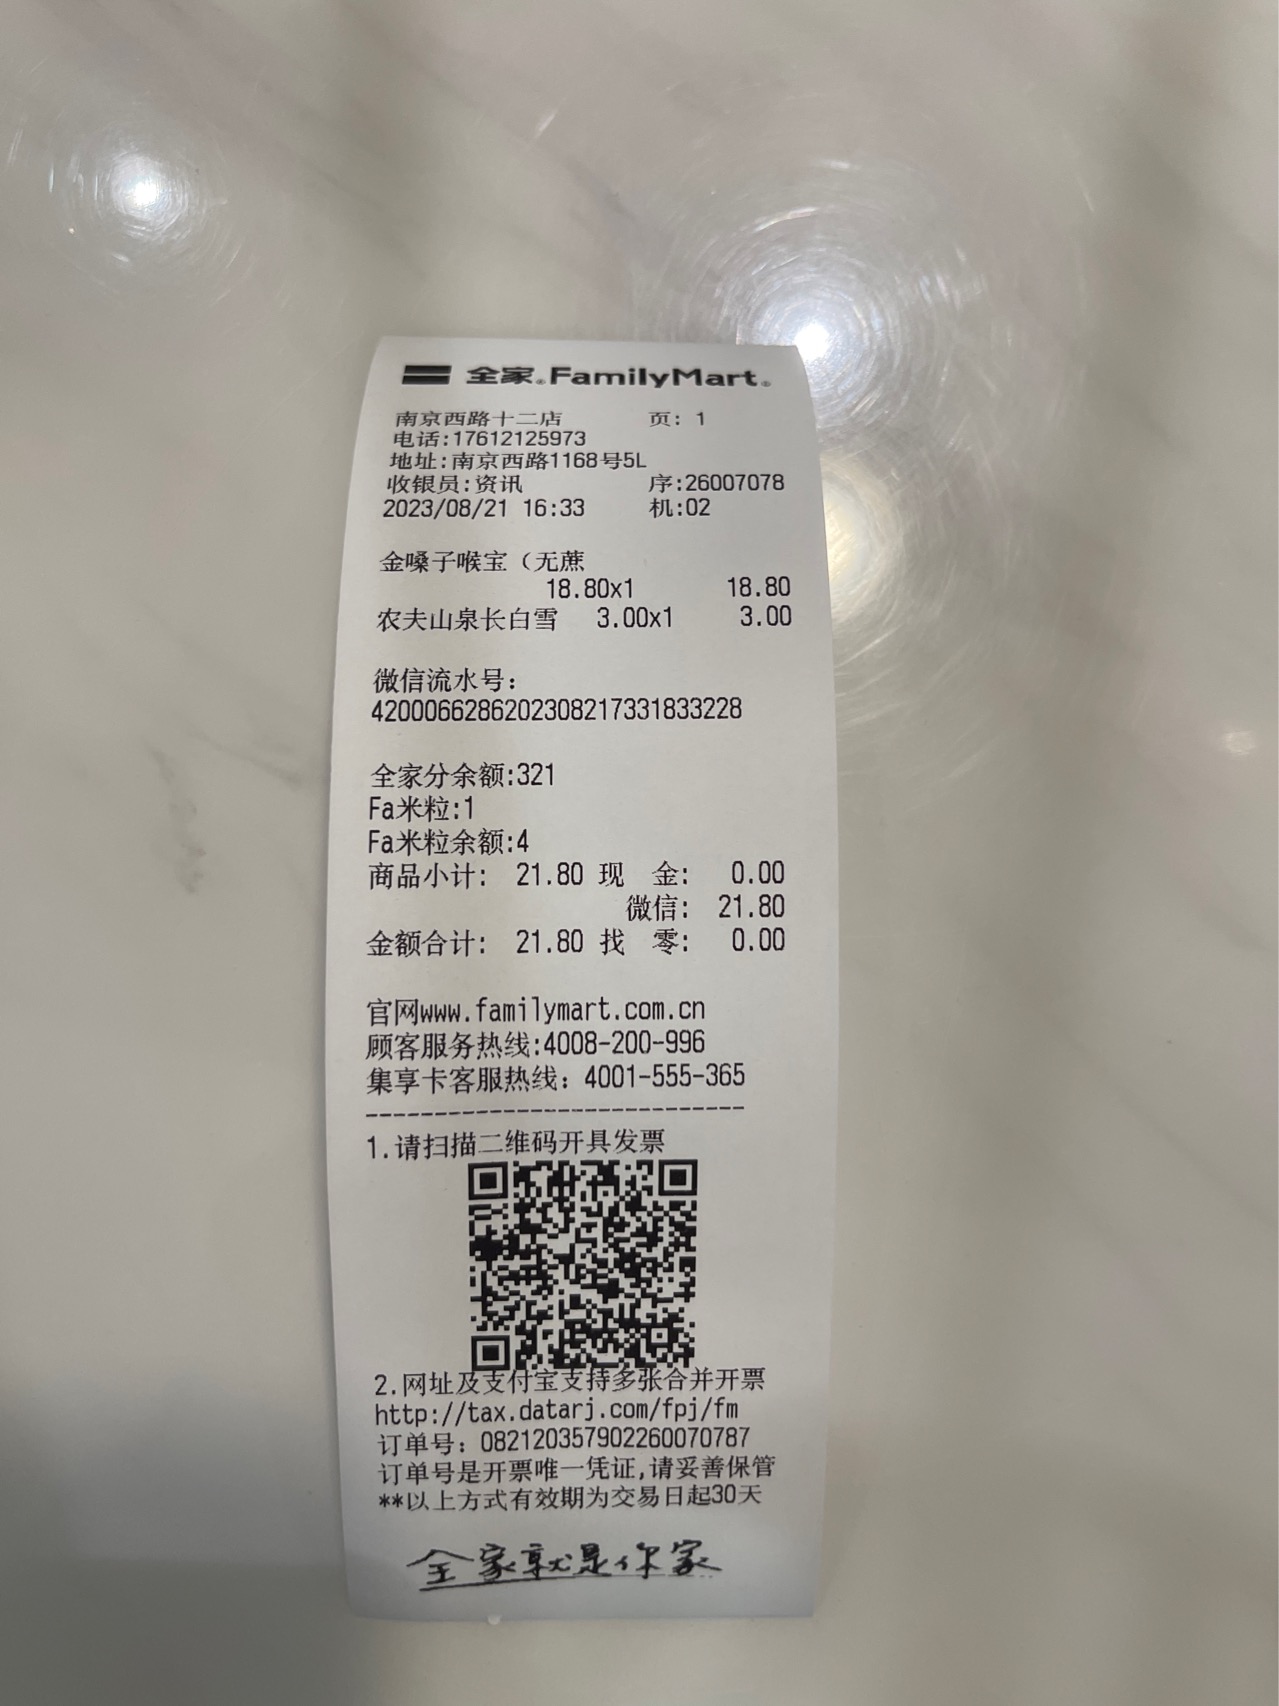 全家 FamilyMart
南京西路十二店 页: 1
电话:17612125973
地址:南京西路1168号5L
收银员:资讯 序:26007078
2023/08/21 16:33 机:02
金嗓子喉宝（无蔗
18.80x1 18.80
农夫山泉长白雪 3.00x1 3.00
微信流水号:
4200066286202308217331833228
全家分余额:321
Fa米粒:1
Fa米粒余额:4
商品小计: 21.80 现 金: 0.00
微信: 21.80
金额合计: 21.80 找 零: 0.00
官网www.familymart.com.cn
顾客服务热线:4008-200-996
集享卡客服热线: 4001-555-365
----------------------------
1.请扫描二维码开具发票
2.网址及支付宝支持多张合并开票
http://tax.datarj.com/fpj/fm
订单号: 082120357902260070787
订单号是开票唯一凭证,请妥善保管
**以上方式有效期为交易日起30天
全家就是你家